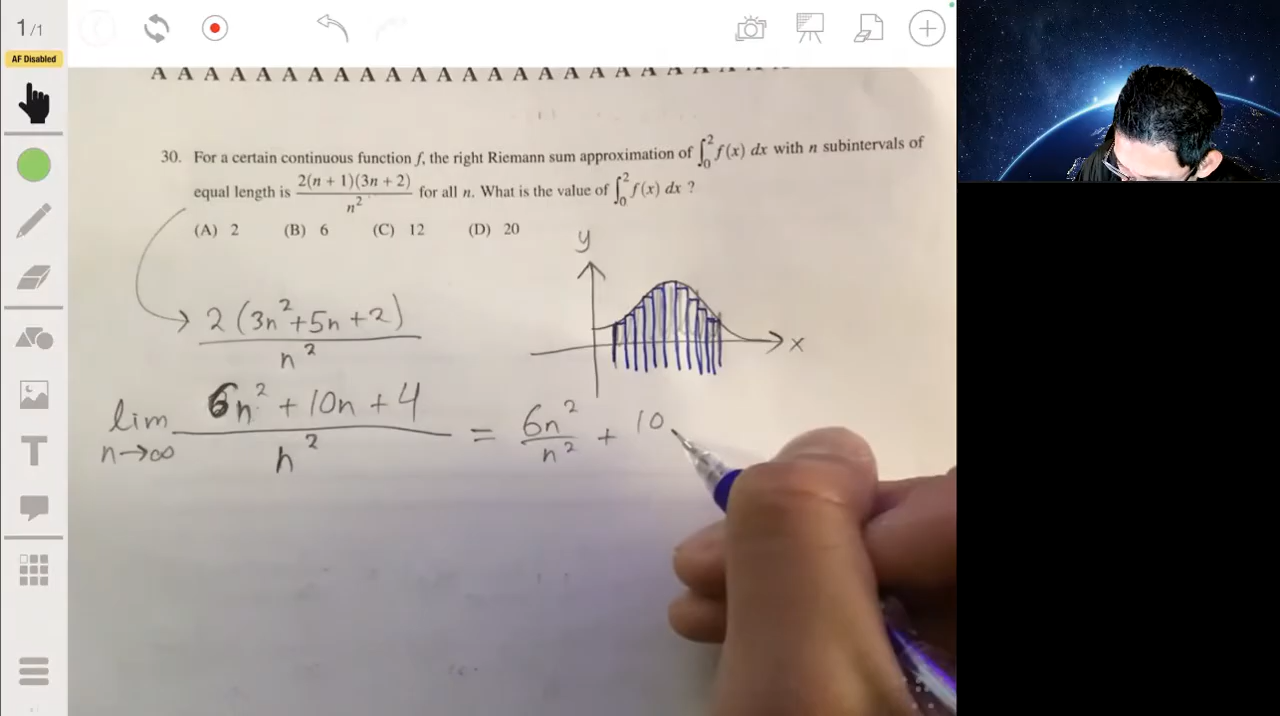 1/1
AF Disabled
A A A A A A A A A A A A A A A A A A A A A A A A
30. For a certain continuous function f, the right Riemann sum approximation of ∫₀² f(x) dx with n subintervals of
equal length is 2(n + 1)(3n + 2)/n² for all n. What is the value of ∫₀² f(x) dx ?
(A) 2 (B) 6 (C) 12 (D) 20
y
x
2(3n²+5n+2)/n²
lim n→∞ 6n²+10n+4/n² = 6n²/n² + 10
T